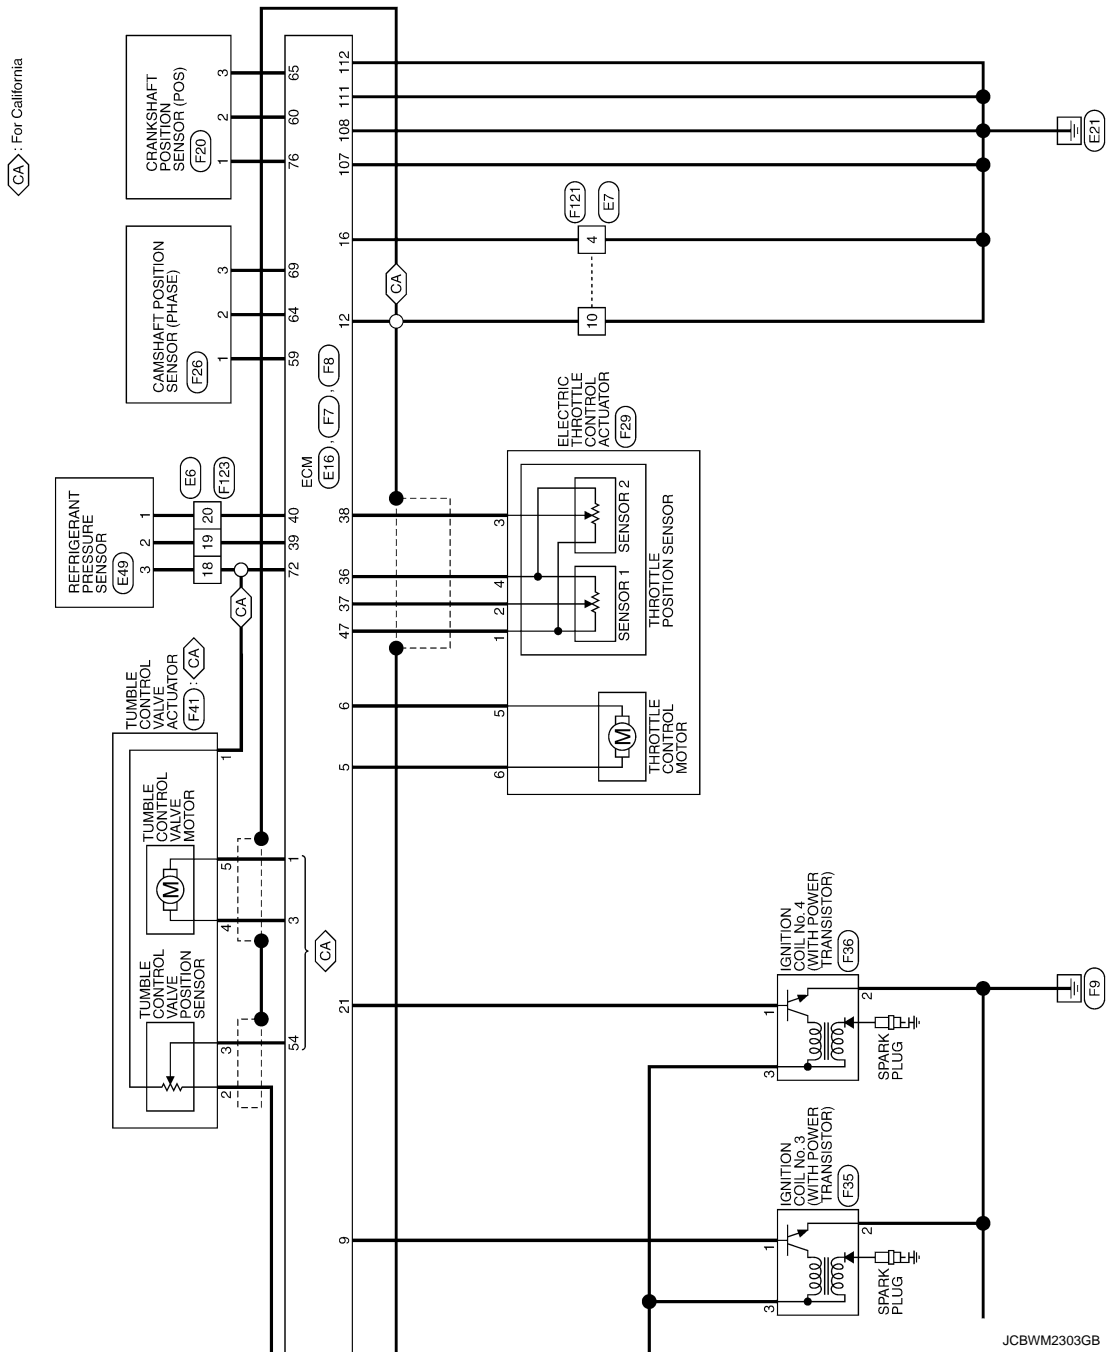 CA : For California
CRANKSHAFT
POSITION
SENSOR (POS)
F20
3
2
1
65
60
76
CAMSHAFT POSITION
SENSOR (PHASE)
F26
3
2
1
69
64
59
REFRIGERANT
PRESSURE
SENSOR
E49
1
2
3
E6
F123
20
19
18
40
39
72
CA
TUMBLE
CONTROL
VALVE
ACTUATOR
F41 : CA
1
TUMBLE
CONTROL
VALVE
MOTOR
M
5
4
1
3
TUMBLE
CONTROL
VALVE
POSITION
SENSOR
3
2
54
CA
ECM
E16 , F7 , F8
112
111
108
107
16
12
CA
F121
E7
4
10
E21
38
36
37
47
6
5
ELECTRIC
THROTTLE
CONTROL
ACTUATOR
F29
3
4
2
1
5
6
SENSOR 2
SENSOR 1
THROTTLE
POSITION SENSOR
M
THROTTLE
CONTROL
MOTOR
21
9
IGNITION
COIL No. 4
(WITH POWER
TRANSISTOR)
F36
1
2
3
SPARK
PLUG
F9
IGNITION
COIL No. 3
(WITH POWER
TRANSISTOR)
F35
1
2
3
SPARK
PLUG
JCBWM2303GB